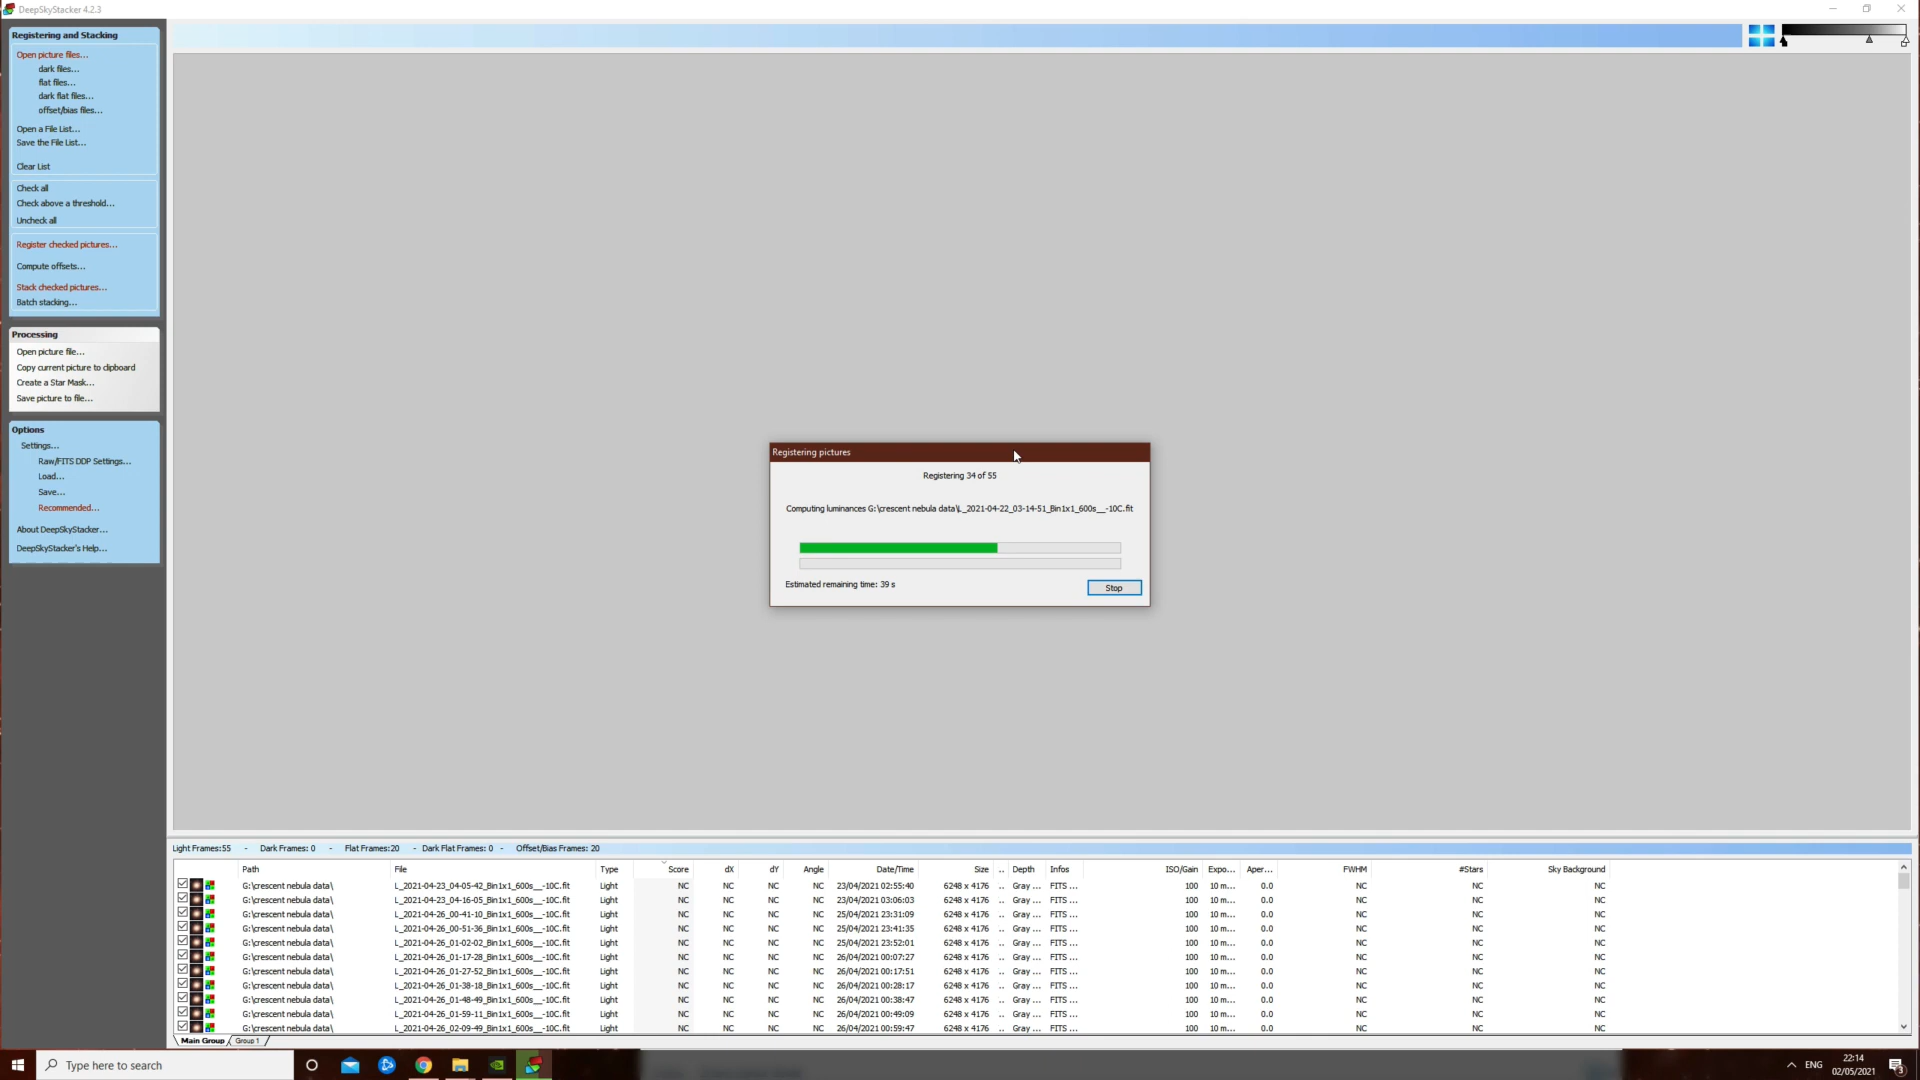 DeepSkyStacker 4.2.3
Registering and Stacking
Open picture files...
dark files...
flat files...
dark flat files...
offset/bias files...
Open a File List...
Save the File List...
Clear List
Check all
Check above a threshold...
Uncheck all
Register checked pictures...
Compute offsets...
Stack checked pictures...
Batch stacking...
Processing
Open picture file...
Copy current picture to clipboard
Create a Star Mask...
Save picture to file...
Options
Settings...
Raw/FITS DDP Settings...
Load...
Save...
Recommended...
About DeepSkyStacker...
DeepSkyStacker's Help...
Registering pictures
Registering 34 of 55
Computing luminances G:\crescent nebula data\L_2021-04-22_03-14-51_Bin1x1_600s__-10C.fit
Estimated remaining time: 39 s
Stop
Light Frames:55 - Dark Frames: 0 - Flat Frames:20 - Dark Flat Frames: 0 - Offset/Bias Frames: 20
Path File Type Score dX dY Angle Date/Time Size .. Depth Infos ISO/Gain Expo... Aper... FWHM #Stars Sky Background
G:\crescent nebula data\ L_2021-04-23_04-05-42_Bin1x1_600s__-10C.fit Light NC NC NC NC 23/04/2021 02:55:40 6248 x 4176 .. Gray ... FITS ... 100 10 m... 0.0 NC NC NC
G:\crescent nebula data\ L_2021-04-23_04-16-05_Bin1x1_600s__-10C.fit Light NC NC NC NC 23/04/2021 03:06:03 6248 x 4176 .. Gray ... FITS ... 100 10 m... 0.0 NC NC NC
G:\crescent nebula data\ L_2021-04-26_00-41-10_Bin1x1_600s__-10C.fit Light NC NC NC NC 25/04/2021 23:31:09 6248 x 4176 .. Gray ... FITS ... 100 10 m... 0.0 NC NC NC
G:\crescent nebula data\ L_2021-04-26_00-51-36_Bin1x1_600s__-10C.fit Light NC NC NC NC 25/04/2021 23:41:35 6248 x 4176 .. Gray ... FITS ... 100 10 m... 0.0 NC NC NC
G:\crescent nebula data\ L_2021-04-26_01-02-02_Bin1x1_600s__-10C.fit Light NC NC NC NC 25/04/2021 23:52:01 6248 x 4176 .. Gray ... FITS ... 100 10 m... 0.0 NC NC NC
G:\crescent nebula data\ L_2021-04-26_01-17-28_Bin1x1_600s__-10C.fit Light NC NC NC NC 26/04/2021 00:07:27 6248 x 4176 .. Gray ... FITS ... 100 10 m... 0.0 NC NC NC
G:\crescent nebula data\ L_2021-04-26_01-27-52_Bin1x1_600s__-10C.fit Light NC NC NC NC 26/04/2021 00:17:51 6248 x 4176 .. Gray ... FITS ... 100 10 m... 0.0 NC NC NC
G:\crescent nebula data\ L_2021-04-26_01-38-18_Bin1x1_600s__-10C.fit Light NC NC NC NC 26/04/2021 00:28:17 6248 x 4176 .. Gray ... FITS ... 100 10 m... 0.0 NC NC NC
G:\crescent nebula data\ L_2021-04-26_01-48-49_Bin1x1_600s__-10C.fit Light NC NC NC NC 26/04/2021 00:38:47 6248 x 4176 .. Gray ... FITS ... 100 10 m... 0.0 NC NC NC
G:\crescent nebula data\ L_2021-04-26_01-59-11_Bin1x1_600s__-10C.fit Light NC NC NC NC 26/04/2021 00:49:09 6248 x 4176 .. Gray ... FITS ... 100 10 m... 0.0 NC NC NC
G:\crescent nebula data\ L_2021-04-26_02-09-49_Bin1x1_600s__-10C.fit Light NC NC NC NC 26/04/2021 00:59:47 6248 x 4176 .. Gray ... FITS ... 100 10 m... 0.0 NC NC NC
Main Group Group 1
Type here to search
ENG
22:14
02/05/2021
3